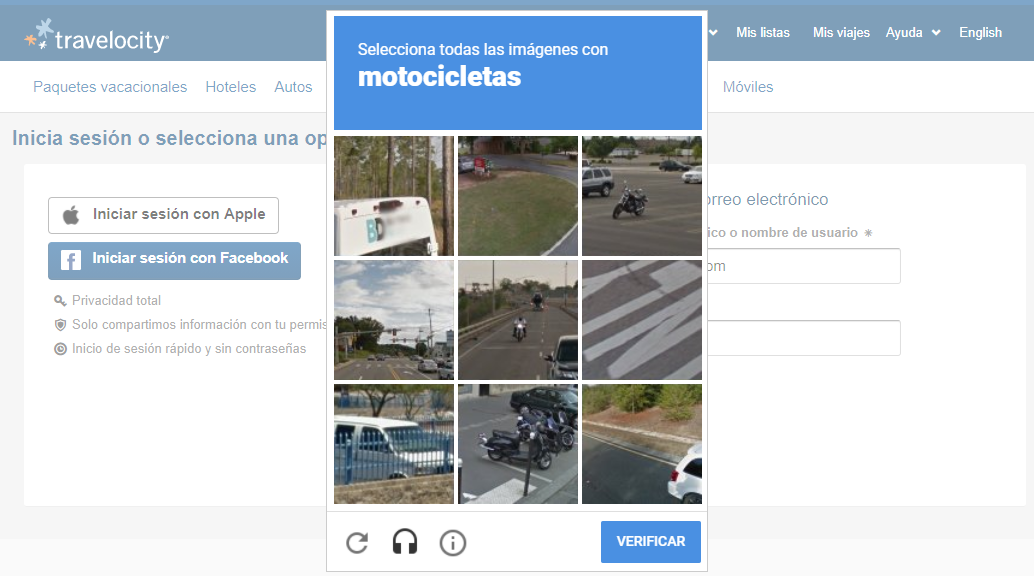 travelocity
Mis listas
Mis viajes
Ayuda
English
Paquetes vacacionales
Hoteles
Autos
Móviles
Inicia sesión o selecciona una op
Iniciar sesión con Apple
Iniciar sesión con Facebook
Privacidad total
Solo compartimos información con tu permis
Inicio de sesión rápido y sin contraseñas
Selecciona todas las imágenes con
motocicletas
VERIFICAR
orreo electrónico
ico o nombre de usuario *
om